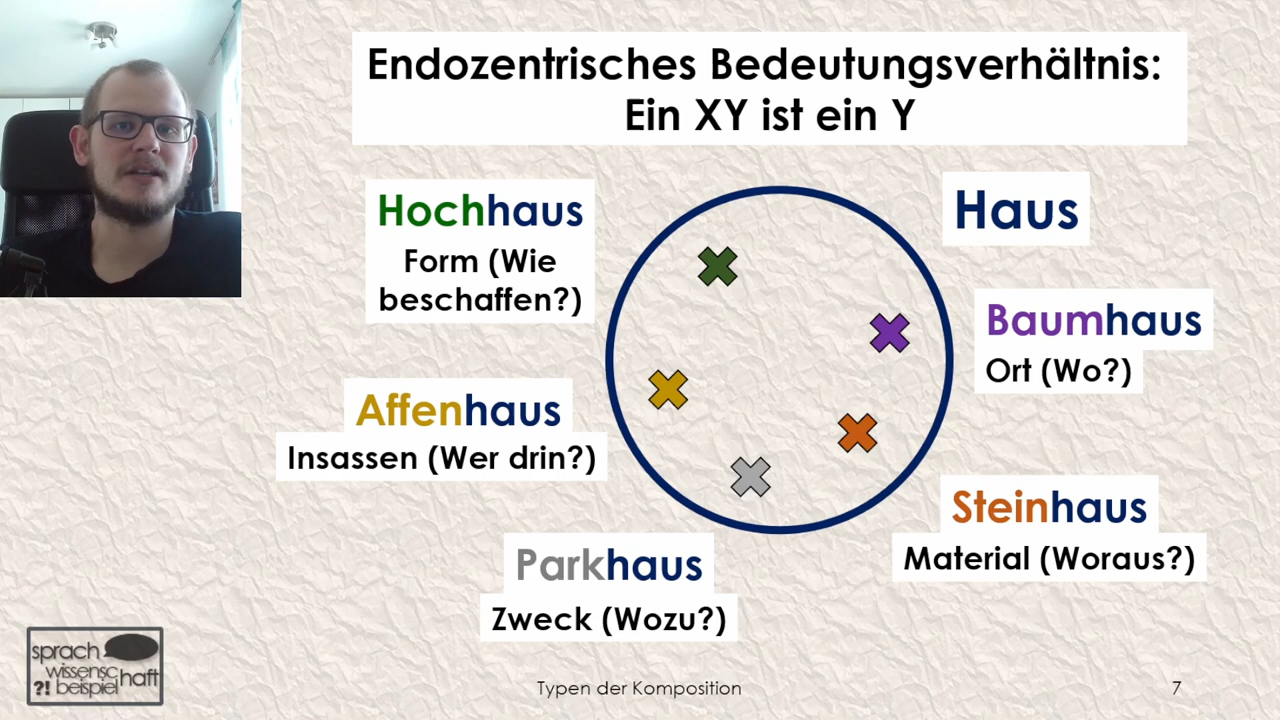 Endozentrisches Bedeutungsverhältnis:
Ein XY ist ein Y
Hochhaus
Form (Wie
beschaffen?)
Haus
Baumhaus
Ort (Wo?)
Affenhaus
Insassen (Wer drin?)
Steinhaus
Material (Woraus?)
Parkhaus
Zweck (Wozu?)
sprach
wissensc
haft
?! beispiel
Typen der Komposition
7